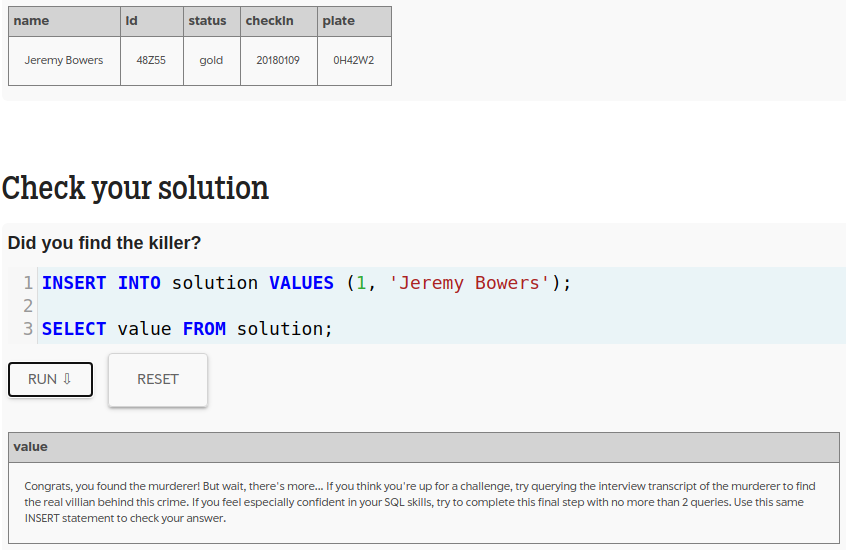 name Id status checkIn plate
Jeremy Bowers 48Z55 gold 20180109 0H42W2
Check your solution
Did you find the killer?
1 INSERT INTO solution VALUES (1, 'Jeremy Bowers');
2
3 SELECT value FROM solution;
RUN ⇩ RESET
value
Congrats, you found the murderer! But wait, there's more... If you think you're up for a challenge, try querying the interview transcript of the murderer to find
the real villian behind this crime. If you feel especially confident in your SQL skills, try to complete this final step with no more than 2 queries. Use this same
INSERT statement to check your answer.